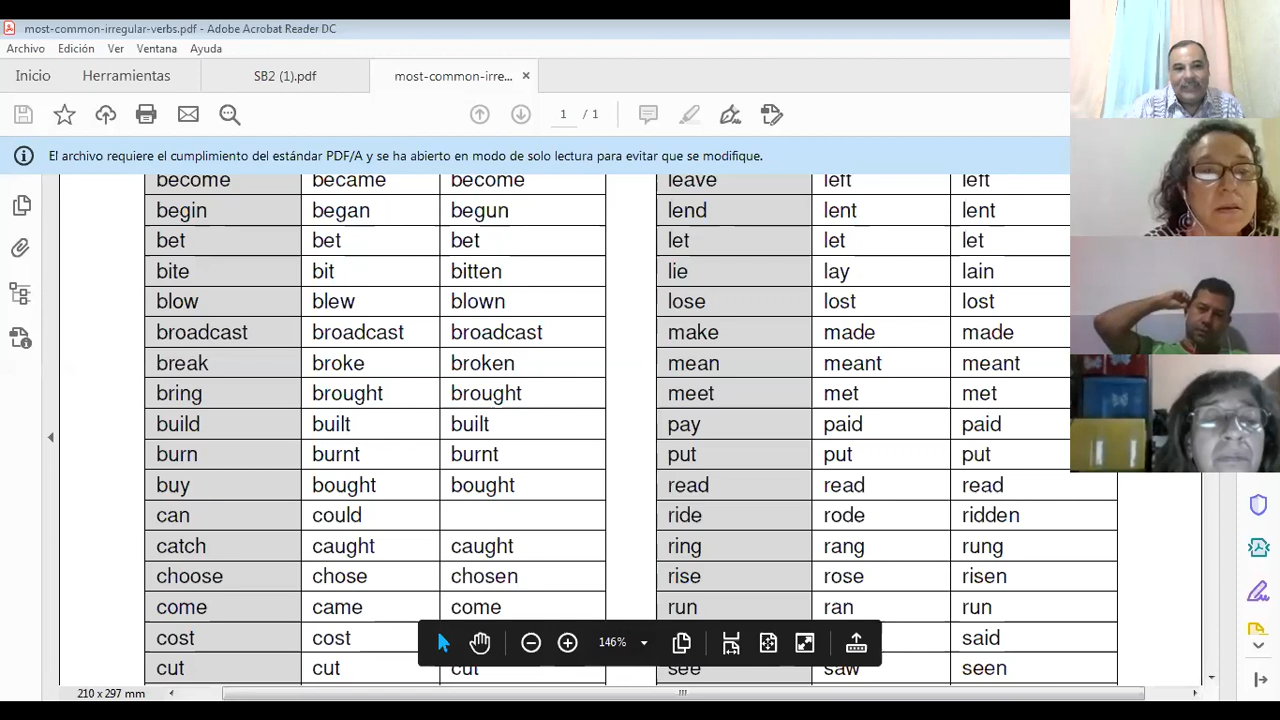 most-common-irregular-verbs.pdf - Adobe Acrobat Reader DC
Archivo Edición Ver Ventana Ayuda
Inicio Herramientas SB2 (1).pdf most-common-irre... ×
1 / 1
El archivo requiere el cumplimiento del estándar PDF/A y se ha abierto en modo de solo lectura para evitar que se modifique.
become became become leave left left
begin began begun lend lent lent
bet bet bet let let let
bite bit bitten lie lay lain
blow blew blown lose lost lost
broadcast broadcast broadcast make made made
break broke broken mean meant meant
bring brought brought meet met met
build built built pay paid paid
burn burnt burnt put put put
buy bought bought read read read
can could ride rode ridden
catch caught caught ring rang rung
choose chose chosen rise rose risen
come came come run ran run
cost cost said
cut cut cut see saw seen
146%
210 x 297 mm